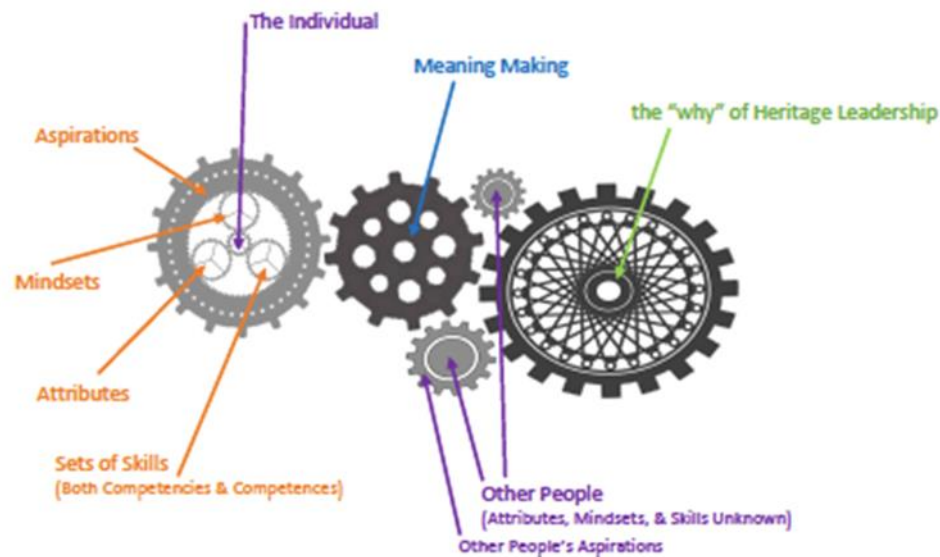 The Individual
Meaning Making
the "why" of Heritage Leadership
Aspirations
Mindsets
Attributes
Sets of Skills
(Both Competencies & Competences)
Other People
(Attributes, Mindsets, & Skills Unknown)
Other People's Aspirations